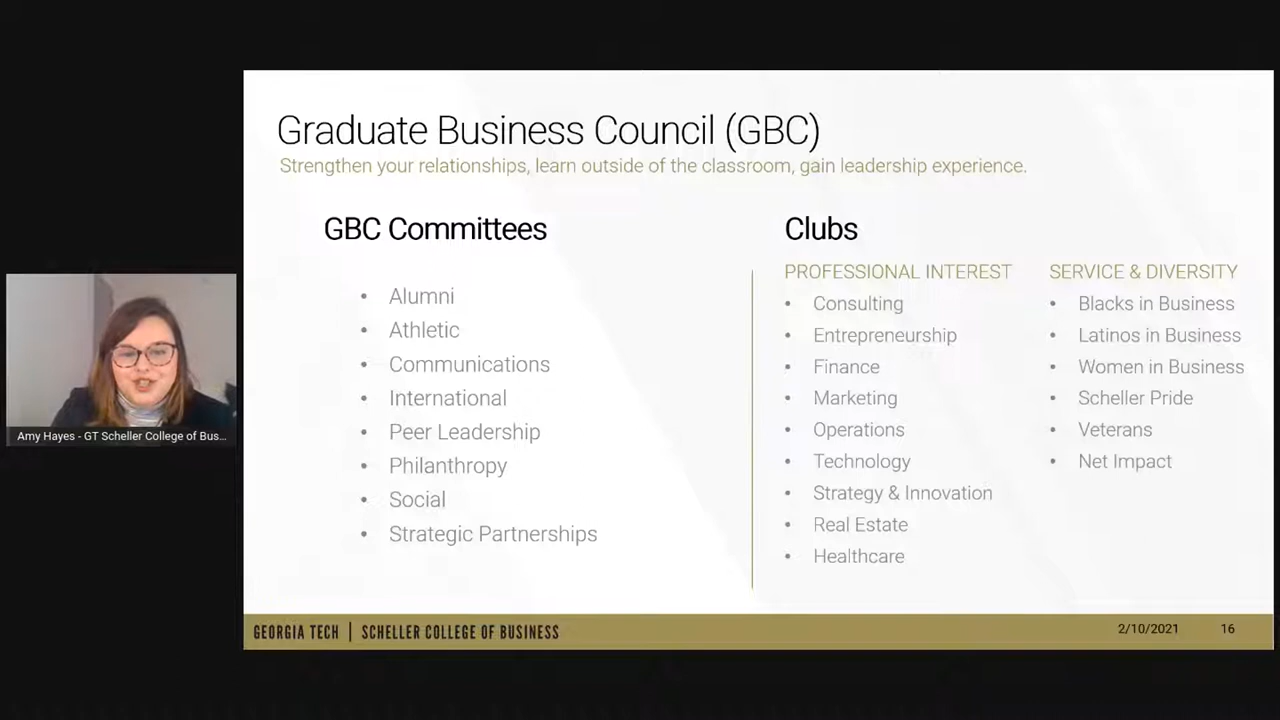 Graduate Business Council (GBC)
Strengthen your relationships, learn outside of the classroom, gain leadership experience.
GBC Committees
• Alumni
• Athletic
• Communications
• International
• Peer Leadership
• Philanthropy
• Social
• Strategic Partnerships
Clubs
PROFESSIONAL INTEREST
• Consulting
• Entrepreneurship
• Finance
• Marketing
• Operations
• Technology
• Strategy & Innovation
• Real Estate
• Healthcare
SERVICE & DIVERSITY
• Blacks in Business
• Latinos in Business
• Women in Business
• Scheller Pride
• Veterans
• Net Impact
Amy Hayes - GT Scheller College of Bus...
GEORGIA TECH | SCHELLER COLLEGE OF BUSINESS
2/10/2021 16